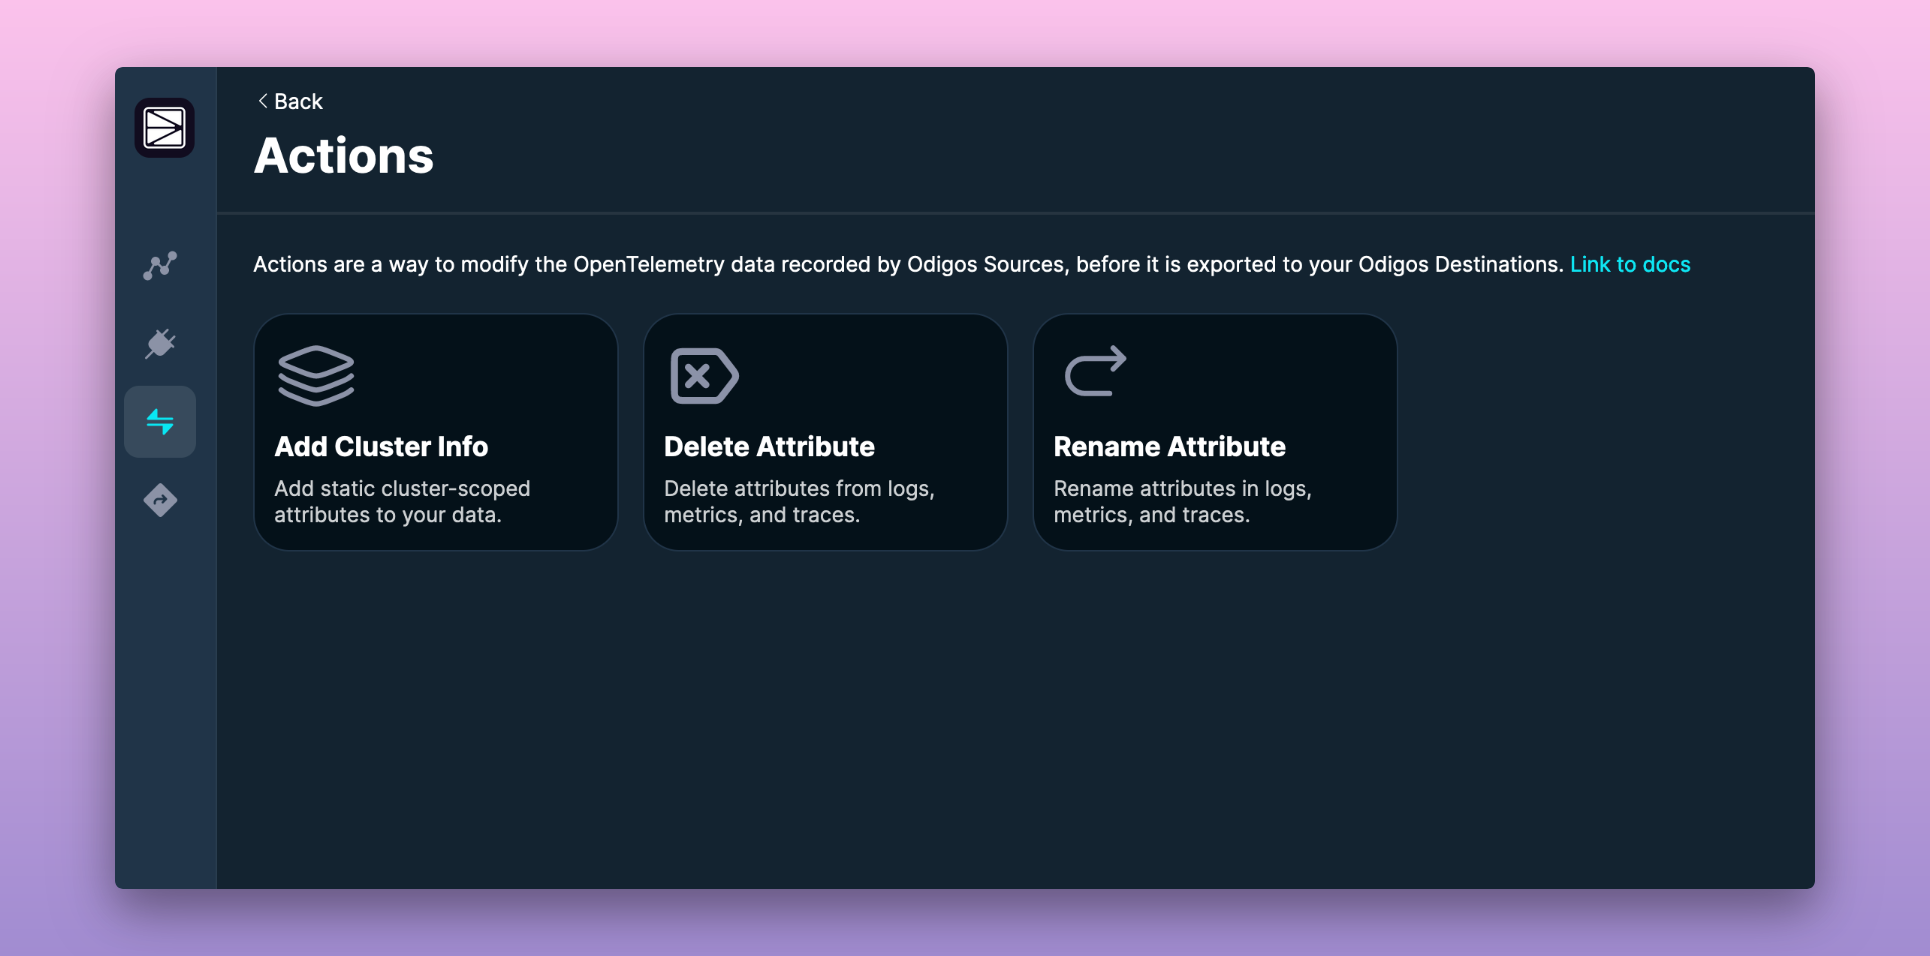 Back
Actions
Actions are a way to modify the OpenTelemetry data recorded by Odigos Sources, before it is exported to your Odigos Destinations. Link to docs
Add Cluster Info
Add static cluster-scoped
attributes to your data.
Delete Attribute
Delete attributes from logs,
metrics, and traces.
Rename Attribute
Rename attributes in logs,
metrics, and traces.